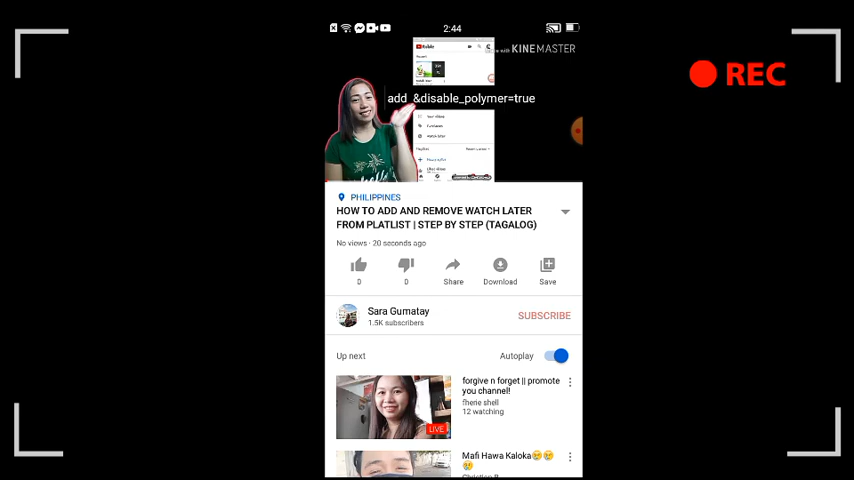 2:44
KINEMASTER
REC
add &disable_polymer=true
PHILIPPINES
HOW TO ADD AND REMOVE WATCH LATER
FROM PLATLIST | STEP BY STEP (TAGALOG)
No views · 20 seconds ago
0
0
Share
Download
Save
Sara Gumatay
1.5K subscribers
SUBSCRIBE
Up next
Autoplay
forgive n forget || promote
you channel!
fherie shell
12 watching
LIVE
Mafi Hawa Kaloka😢😢
😢